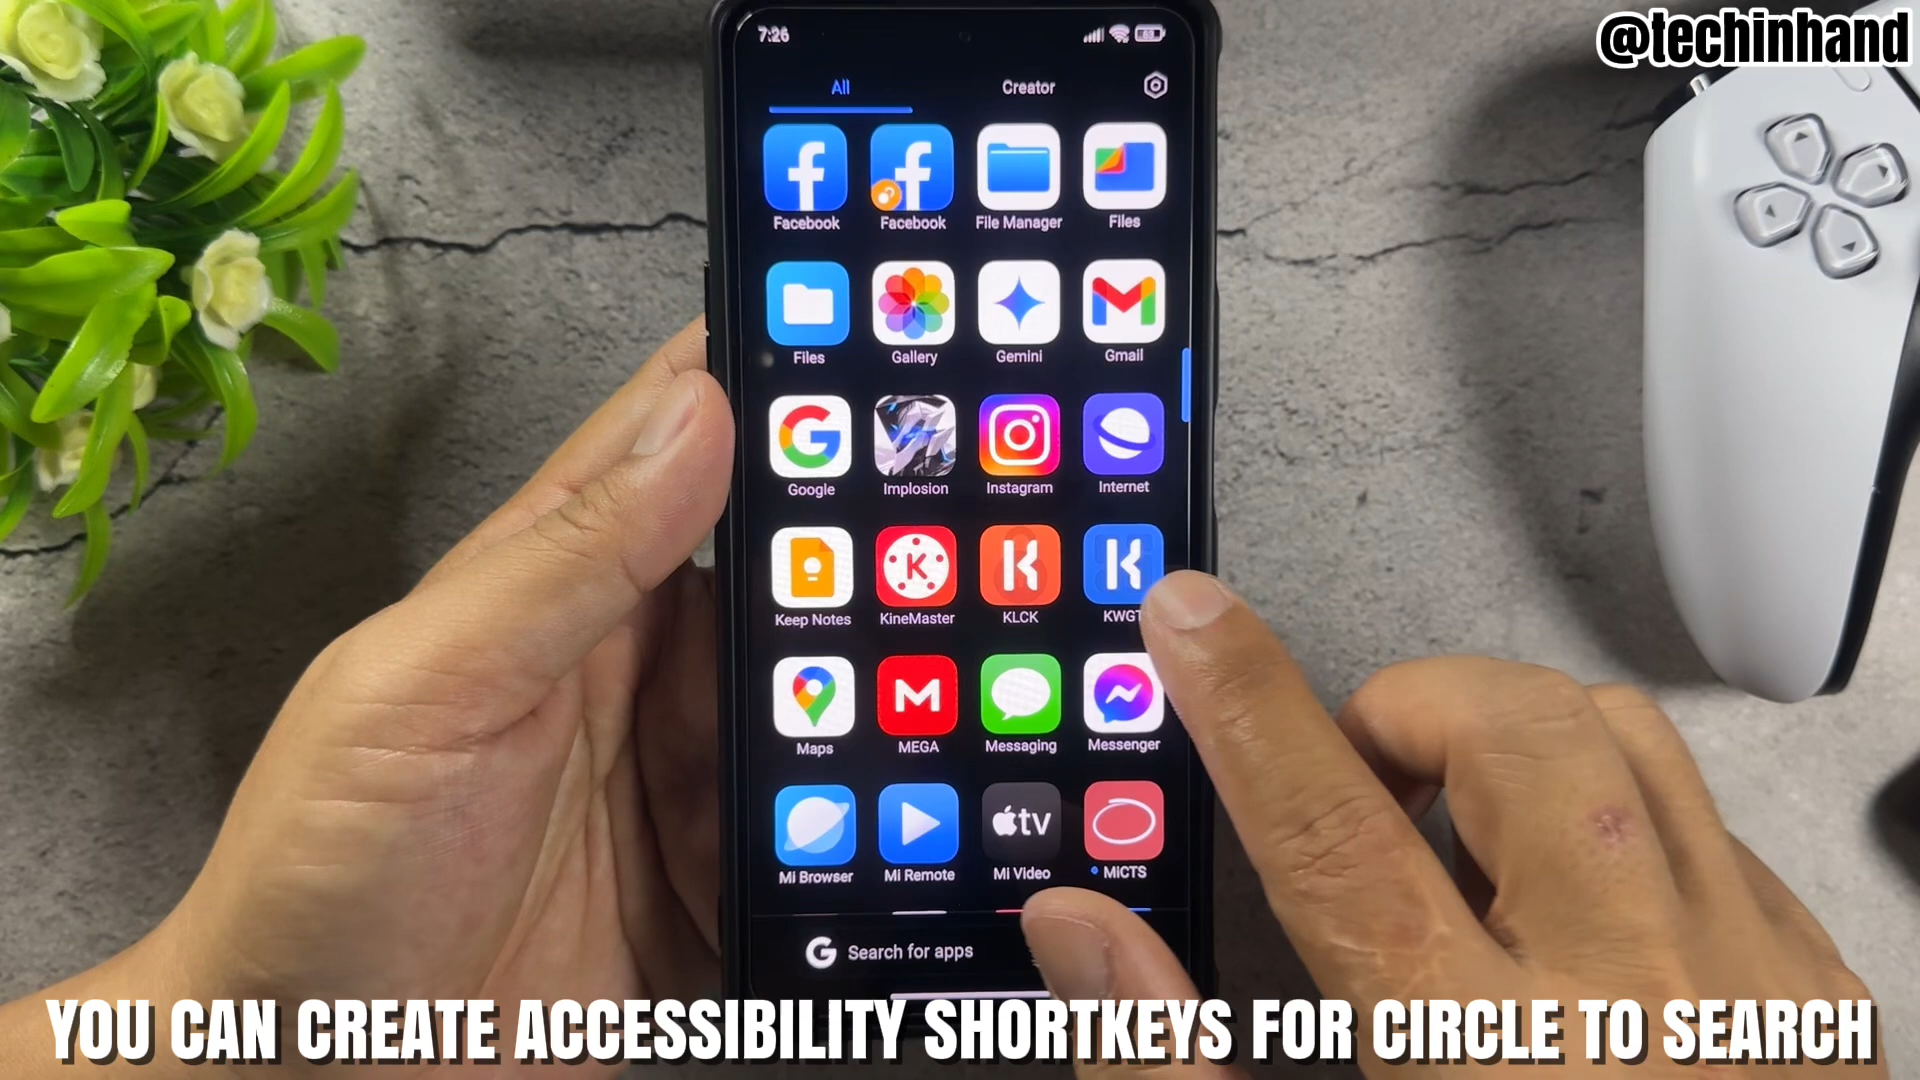 @techinhand
7:26
69
All
Creator
Facebook
Facebook
File Manager
Files
Files
Gallery
Gemini
Gmail
Google
Implosion
Instagram
Internet
Keep Notes
KineMaster
KLCK
KWGT
Maps
MEGA
Messaging
Messenger
tv
Mi Browser
Mi Remote
Mi Video
MiCTS
G Search for apps
YOU CAN CREATE ACCESSIBILITY SHORTKEYS FOR CIRCLE TO SEARCH